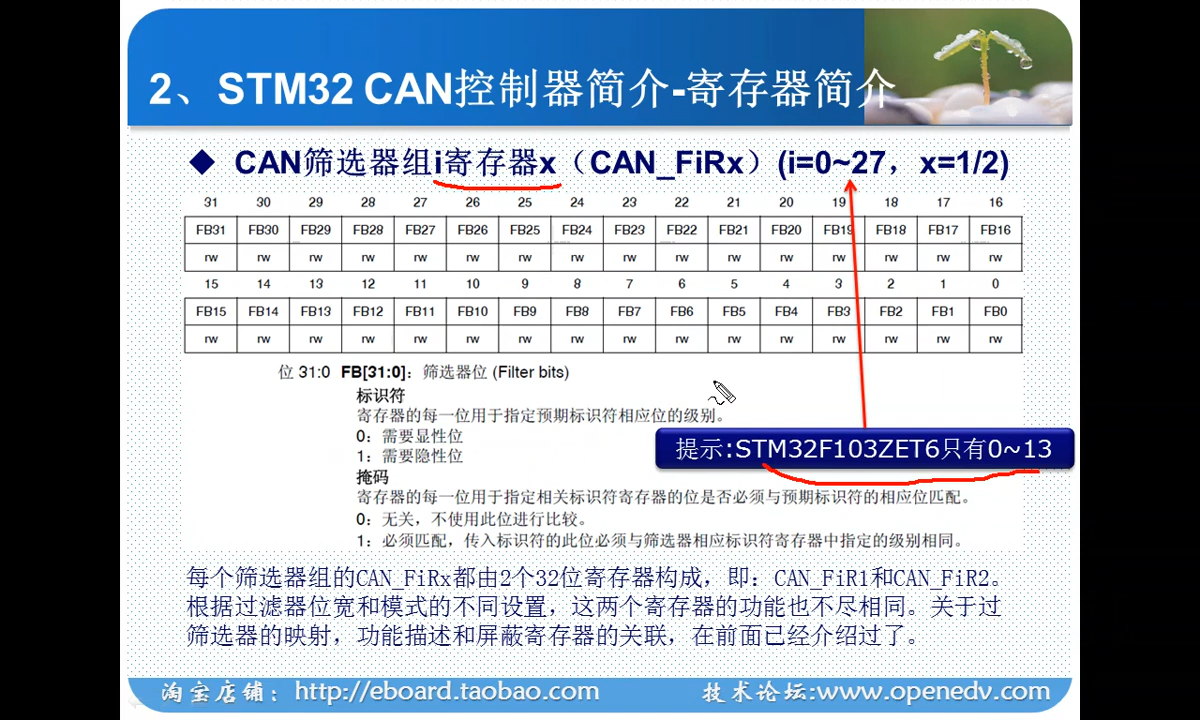 2、STM32 CAN控制器简介-寄存器简介
◆ CAN筛选器组i寄存器x（CAN_FiRx）(i=0~27，x=1/2)
31 30 29 28 27 26 25 24 23 22 21 20 19 18 17 16
FB31 FB30 FB29 FB28 FB27 FB26 FB25 FB24 FB23 FB22 FB21 FB20 FB19 FB18 FB17 FB16
rw rw rw rw rw rw rw rw rw rw rw rw rw rw rw rw
15 14 13 12 11 10 9 8 7 6 5 4 3 2 1 0
FB15 FB14 FB13 FB12 FB11 FB10 FB9 FB8 FB7 FB6 FB5 FB4 FB3 FB2 FB1 FB0
rw rw rw rw rw rw rw rw rw rw rw rw rw rw rw rw
位 31:0 FB[31:0]：筛选器位 (Filter bits)
标识符
寄存器的每一位用于指定预期标识符相应位的级别。
0：需要显性位
1：需要隐性位
提示:STM32F103ZET6只有0~13
掩码
寄存器的每一位用于指定相关标识符寄存器的位是否必须与预期标识符的相应位匹配。
0：无关，不使用此位进行比较。
1：必须匹配，传入标识符的此位必须与筛选器相应标识符寄存器中指定的级别相同。
每个筛选器组的CAN_FiRx都由2个32位寄存器构成，即：CAN_FiR1和CAN_FiR2。
根据过滤器位宽和模式的不同设置，这两个寄存器的功能也不尽相同。关于过
筛选器的映射，功能描述和屏蔽寄存器的关联，在前面已经介绍过了。
淘宝店铺：http://eboard.taobao.com
技术论坛:www.openedv.com